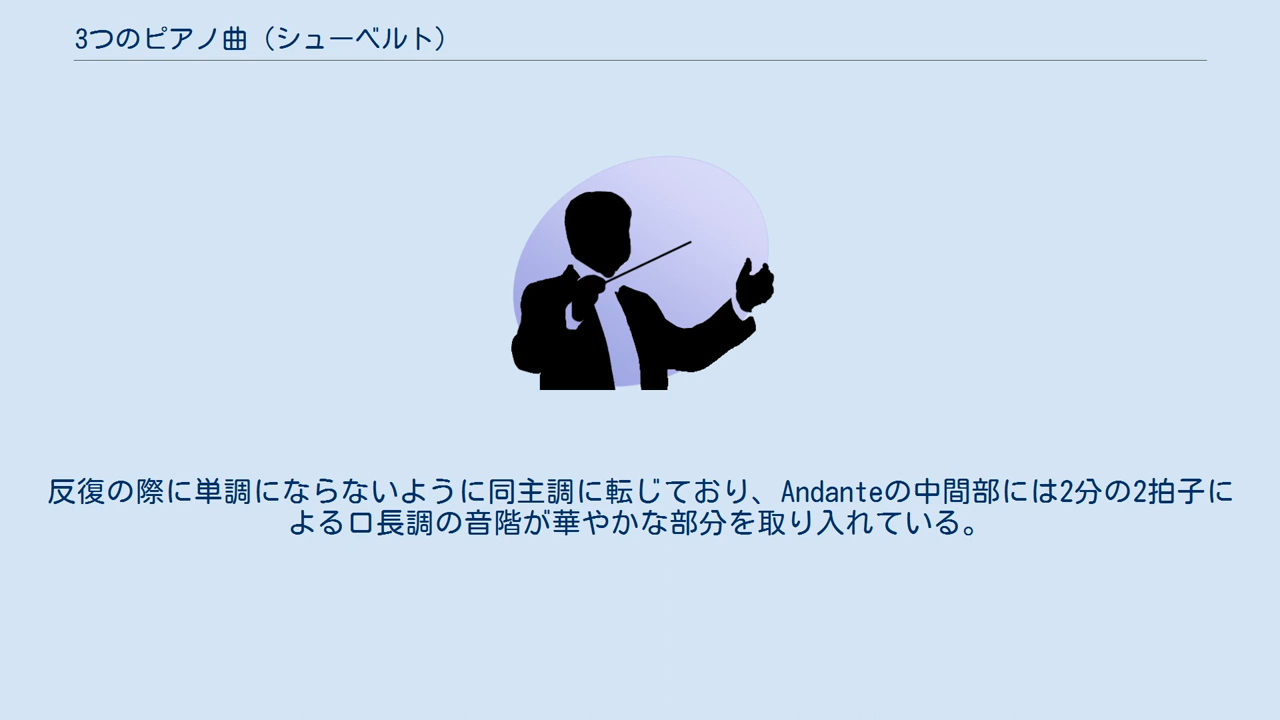 3つのピアノ曲（シューベルト）
反復の際に単調にならないように同主調に転じており、Andanteの中間部には2分の2拍子に
よるロ長調の音階が華やかな部分を取り入れている。